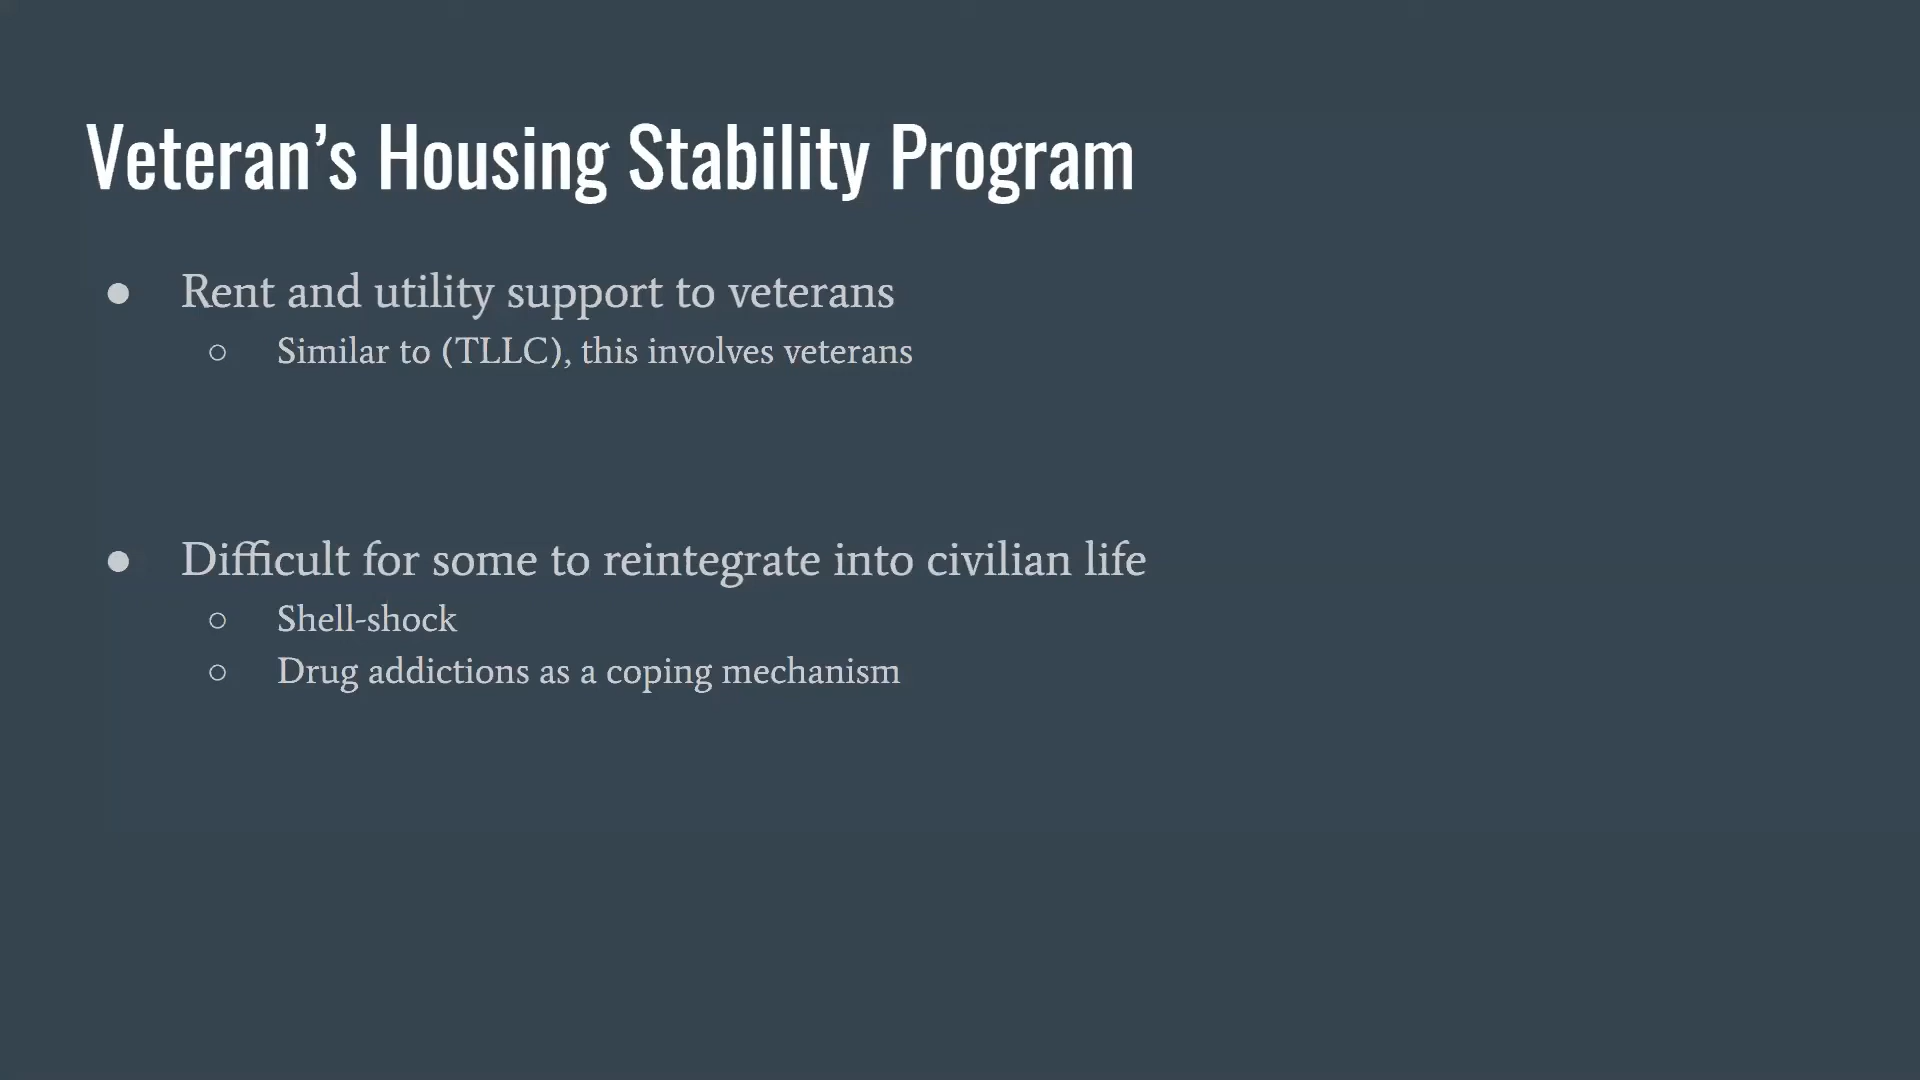 Veteran’s Housing Stability Program
● Rent and utility support to veterans
○ Similar to (TLLC), this involves veterans
● Difficult for some to reintegrate into civilian life
○ Shell-shock
○ Drug addictions as a coping mechanism